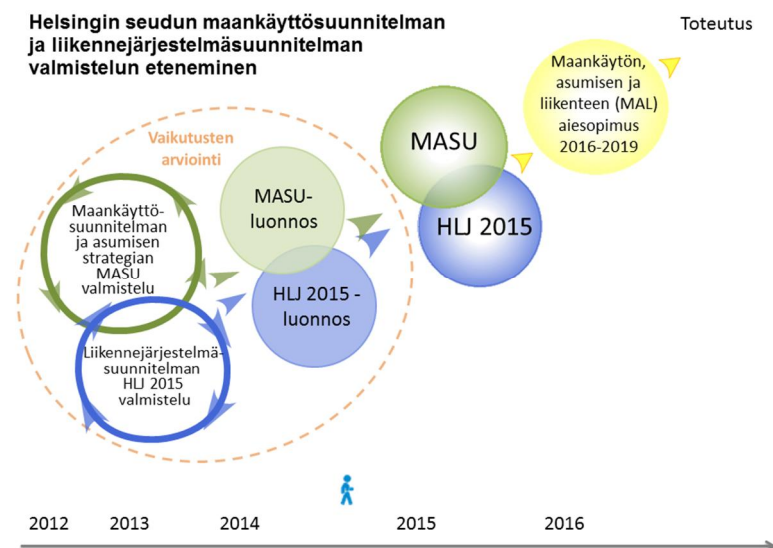 Helsingin seudun maankäyttösuunnitelman
ja liikennejärjestelmäsuunnitelman
valmistelun eteneminen
Toteutus
Maankäytön,
asumisen ja
liikenteen (MAL)
aiesopimus
2016-2019
Vaikutusten
arviointi
MASU
HLJ 2015
MASU-
luonnos
HLJ 2015 -
luonnos
Maankäyttö-
suunnitelman
ja asumisen
strategian
MASU
valmistelu
Liikennejärjestelmä-
suunnitelman
HLJ 2015
valmistelu
2012 2013 2014 2015 2016